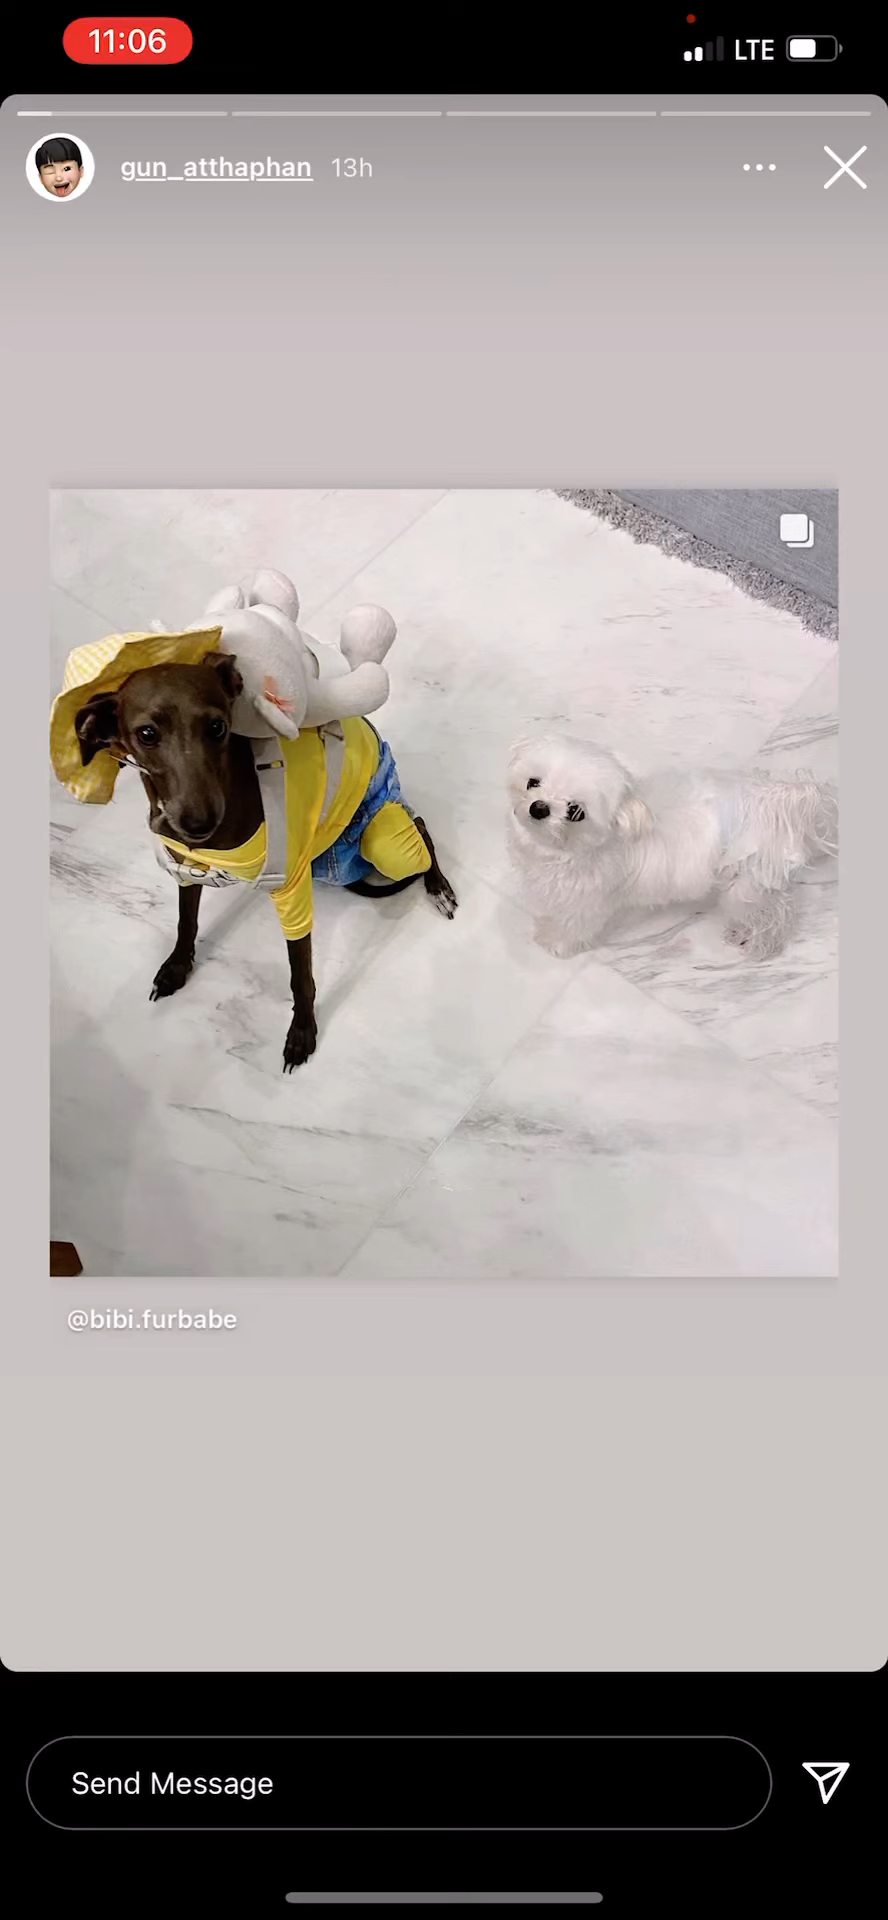 11:06
LTE
gun_atthaphan 13h
@bibi.furbabe
Send Message